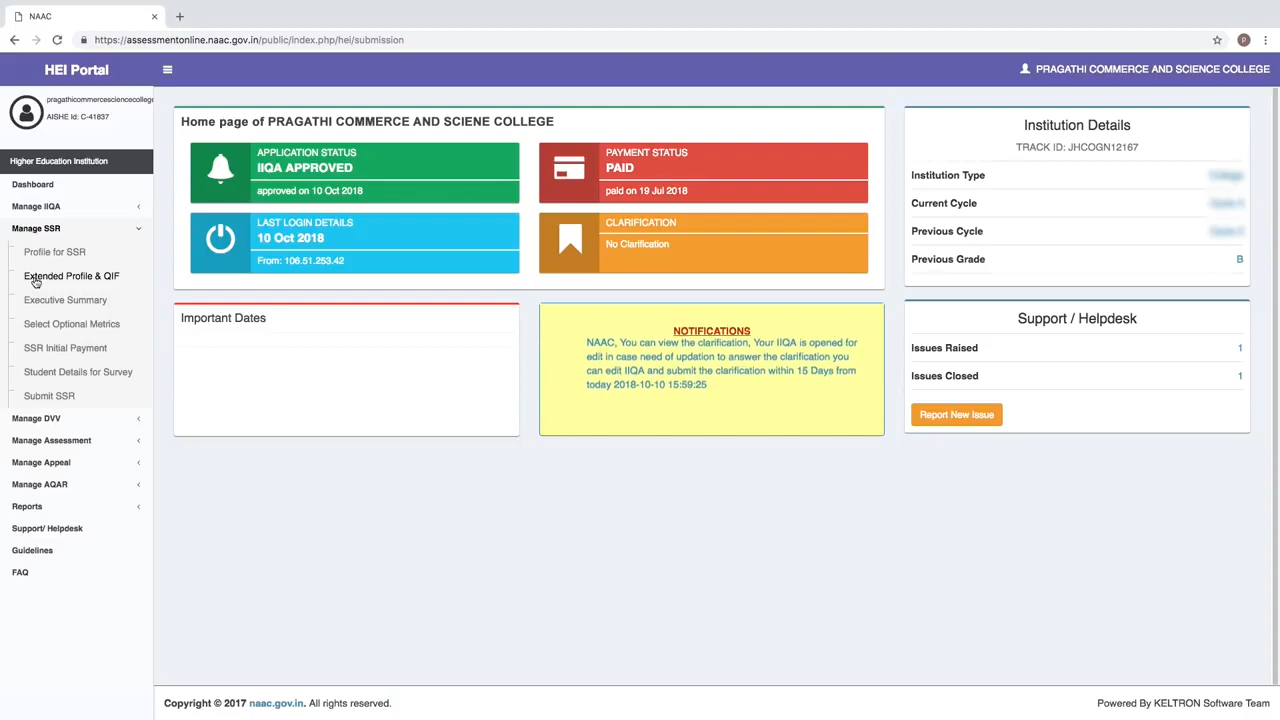 NAAC
https://assessmentonline.naac.gov.in/public/index.php/hei/submission
P
HEI Portal
PRAGATHI COMMERCE AND SCIENCE COLLEGE
pragathicommercesciencecollege
AISHE Id: C-41837
Higher Education Institution
Dashboard
Manage IIQA
Manage SSR
Profile for SSR
Extended Profile & QIF
Executive Summary
Select Optional Metrics
SSR Initial Payment
Student Details for Survey
Submit SSR
Manage DVV
Manage Assessment
Manage Appeal
Manage AQAR
Reports
Support/ Helpdesk
Guidelines
FAQ
Home page of PRAGATHI COMMERCE AND SCIENE COLLEGE
APPLICATION STATUS
IIQA APPROVED
approved on 10 Oct 2018
PAYMENT STATUS
PAID
paid on 19 Jul 2018
LAST LOGIN DETAILS
10 Oct 2018
From: 106.51.253.42
CLARIFICATION
No Clarification
Important Dates
NOTIFICATIONS
NAAC, You can view the clarification, Your IIQA is opened for
edit in case need of updation to answer the clarification you
can edit IIQA and submit the clarification within 15 Days from
today 2018-10-10 15:59:25
Institution Details
TRACK ID: JHCOGN12167
Institution Type
Current Cycle
Previous Cycle
Previous Grade B
Support / Helpdesk
Issues Raised 1
Issues Closed 1
Report New Issue
Copyright © 2017 naac.gov.in. All rights reserved.
Powered By KELTRON Software Team